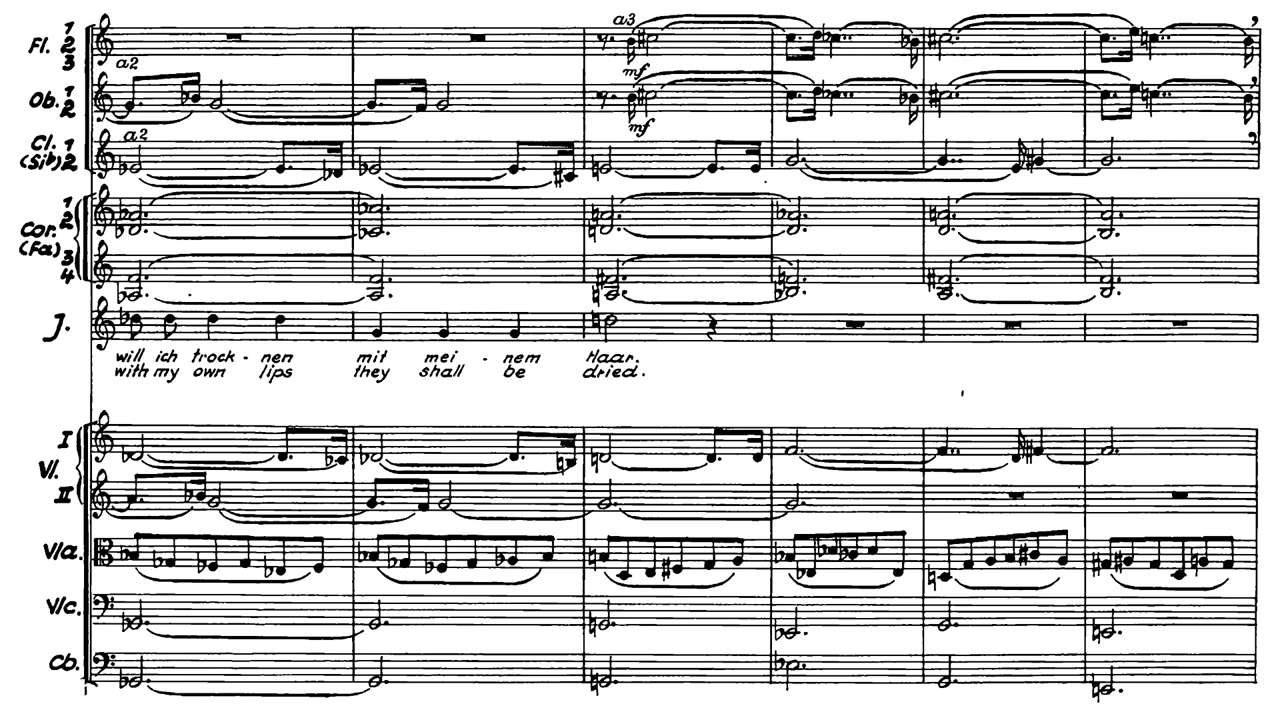 a3
Fl. 1 2 3
mf
a2
Ob. 1 2
mf
a2
Cl. 1 2
(Si♭)
Cor. 1 2
(Fa) 3 4
J.
will ich trock - nen mit mei - nem Haar.
with my own lips they shall be dried.
I
Vl.
II
Vla.
Vlc.
Cb.